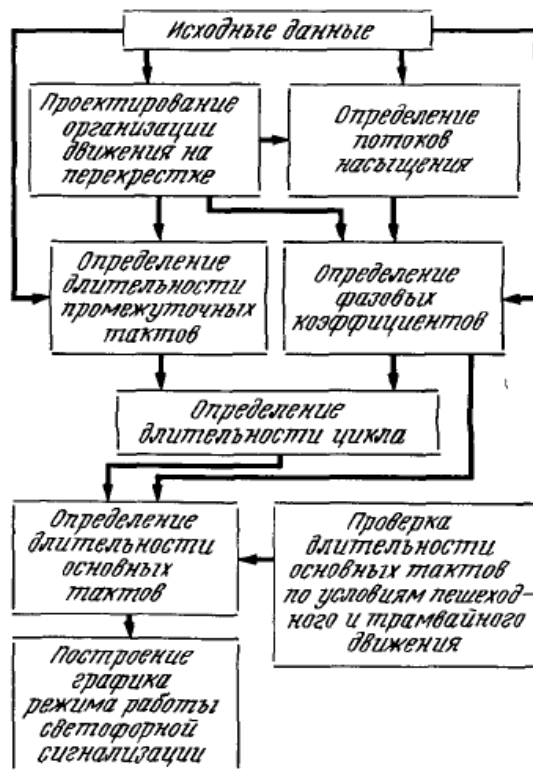 Исходные данные
Проектирование
организации
движения на
перекрестке
Определение
потоков
насыщения
Определение
длительности
промежуточных
тактов
Определение
фазовых
коэффициентов
Определение
длительности цикла
Определение
длительности
основных
тактов
Проверка
длительности
основных тактов
по условиям пешеход-
ного и трамвайного
движения
Построение
графика
режима работы
светофорной
сигнализации